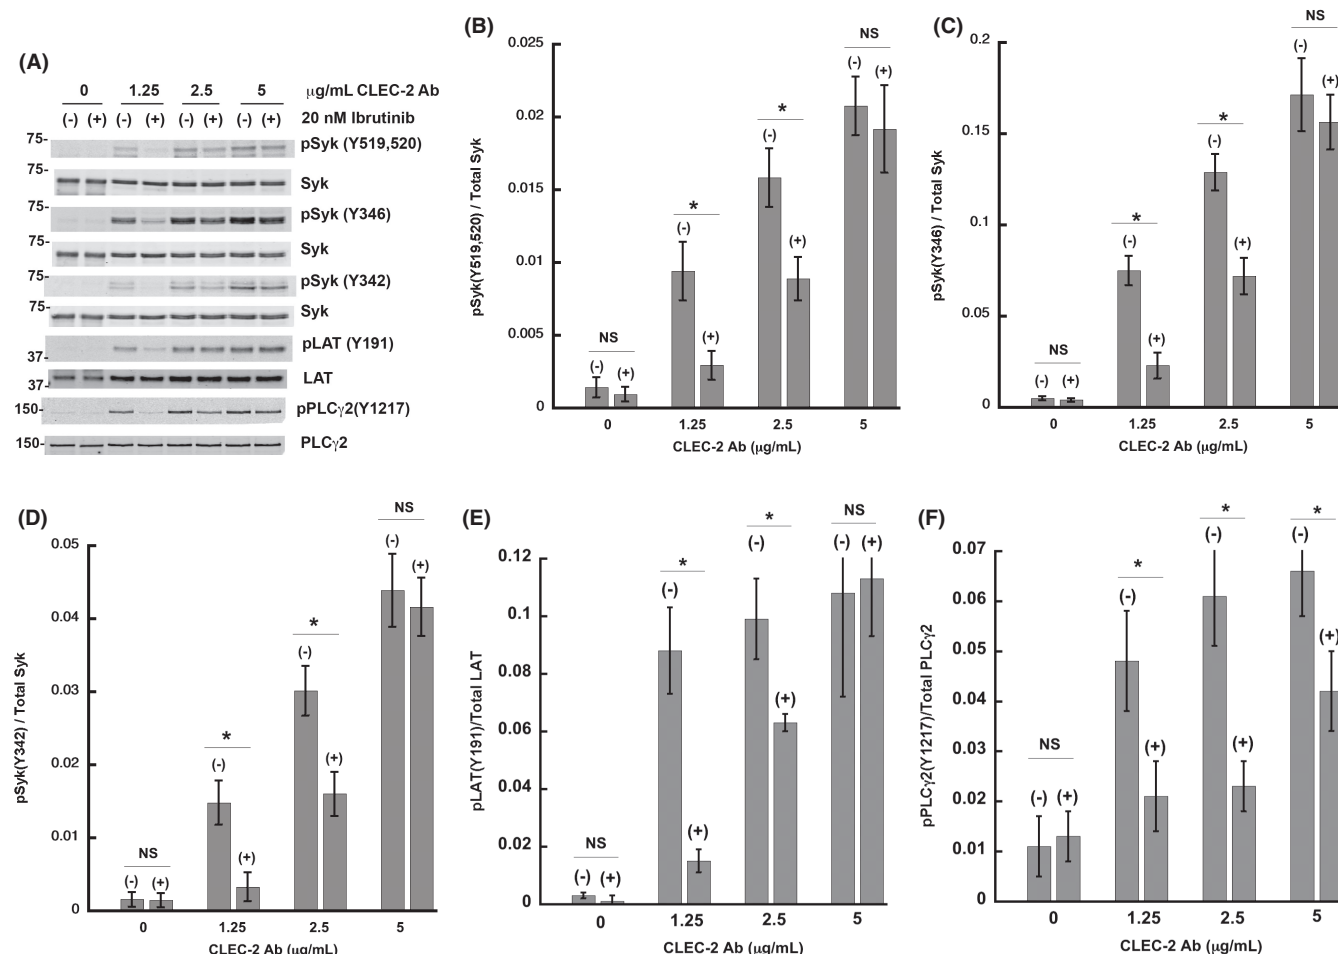 (A)
0 1.25 2.5 5 μg/mL CLEC-2 Ab
(-) (+) (-) (+) (-) (+) (-) (+) 20 nM Ibrutinib
75- pSyk (Y519,520)
75- Syk
75- pSyk (Y346)
75- Syk
75- pSyk (Y342)
75- Syk
37- pLAT (Y191)
37- LAT
150- pPLCγ2(Y1217)
150- PLCγ2
(B)
pSyk(Y519,520) / Total Syk
0.025
0.02
0.015
0.01
0.005
0
NS
(-) (+)
*
(-)
(+)
*
(-)
(+)
NS
(-) (+)
0 1.25 2.5 5
CLEC-2 Ab (μg/mL)
(C)
pSyk(Y346) / Total Syk
0.2
0.15
0.1
0.05
0
NS
(-) (+)
*
(-)
(+)
*
(-)
(+)
NS
(-)
(+)
0 1.25 2.5 5
CLEC-2 Ab (μg/mL)
(D)
pSyk(Y342) / Total Syk
0.05
0.04
0.03
0.02
0.01
0
NS
(-) (+)
*
(-)
(+)
*
(-)
(+)
NS
(-)
(+)
0 1.25 2.5 5
CLEC-2 Ab (μg/mL)
(E)
pLAT(Y191)/Total LAT
0.12
0.1
0.08
0.06
0.04
0.02
0
NS
(-) (+)
*
(-)
(+)
*
(-)
(+)
NS
(-) (+)
0 1.25 2.5 5
CLEC-2 Ab (μg/mL)
(F)
pPLCγ2(Y1217)/Total PLCγ2
0.07
0.06
0.05
0.04
0.03
0.02
0.01
0
NS
(-) (+)
*
(-)
(+)
*
(-)
(+)
*
(-)
(+)
0 1.25 2.5 5
CLEC-2 Ab (μg/mL)